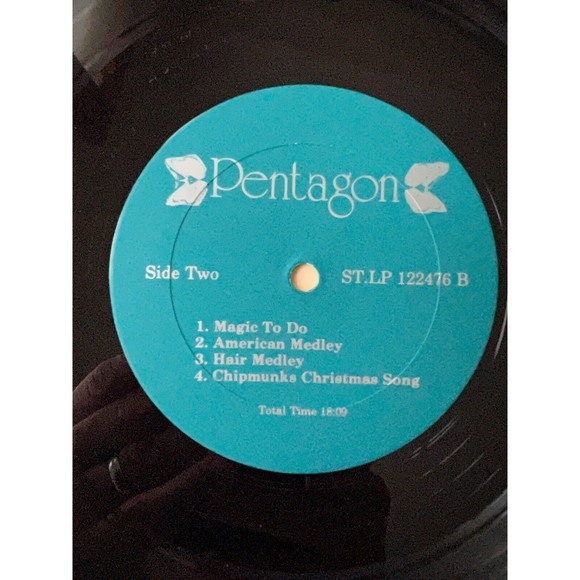 Pentagon
Side Two
ST.LP 122476 B
1. Magic To Do
2. American Medley
3. Hair Medley
4. Chipmunks Christmas Song
Total Time 18:09